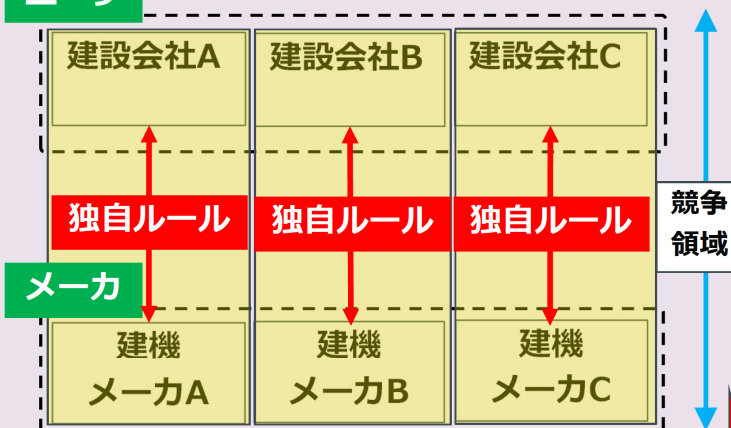 建設会社A
建設会社B
建設会社C
独自ルール
独自ルール
独自ルール
競争
領域
メーカ
建機
メーカA
建機
メーカB
建機
メーカC